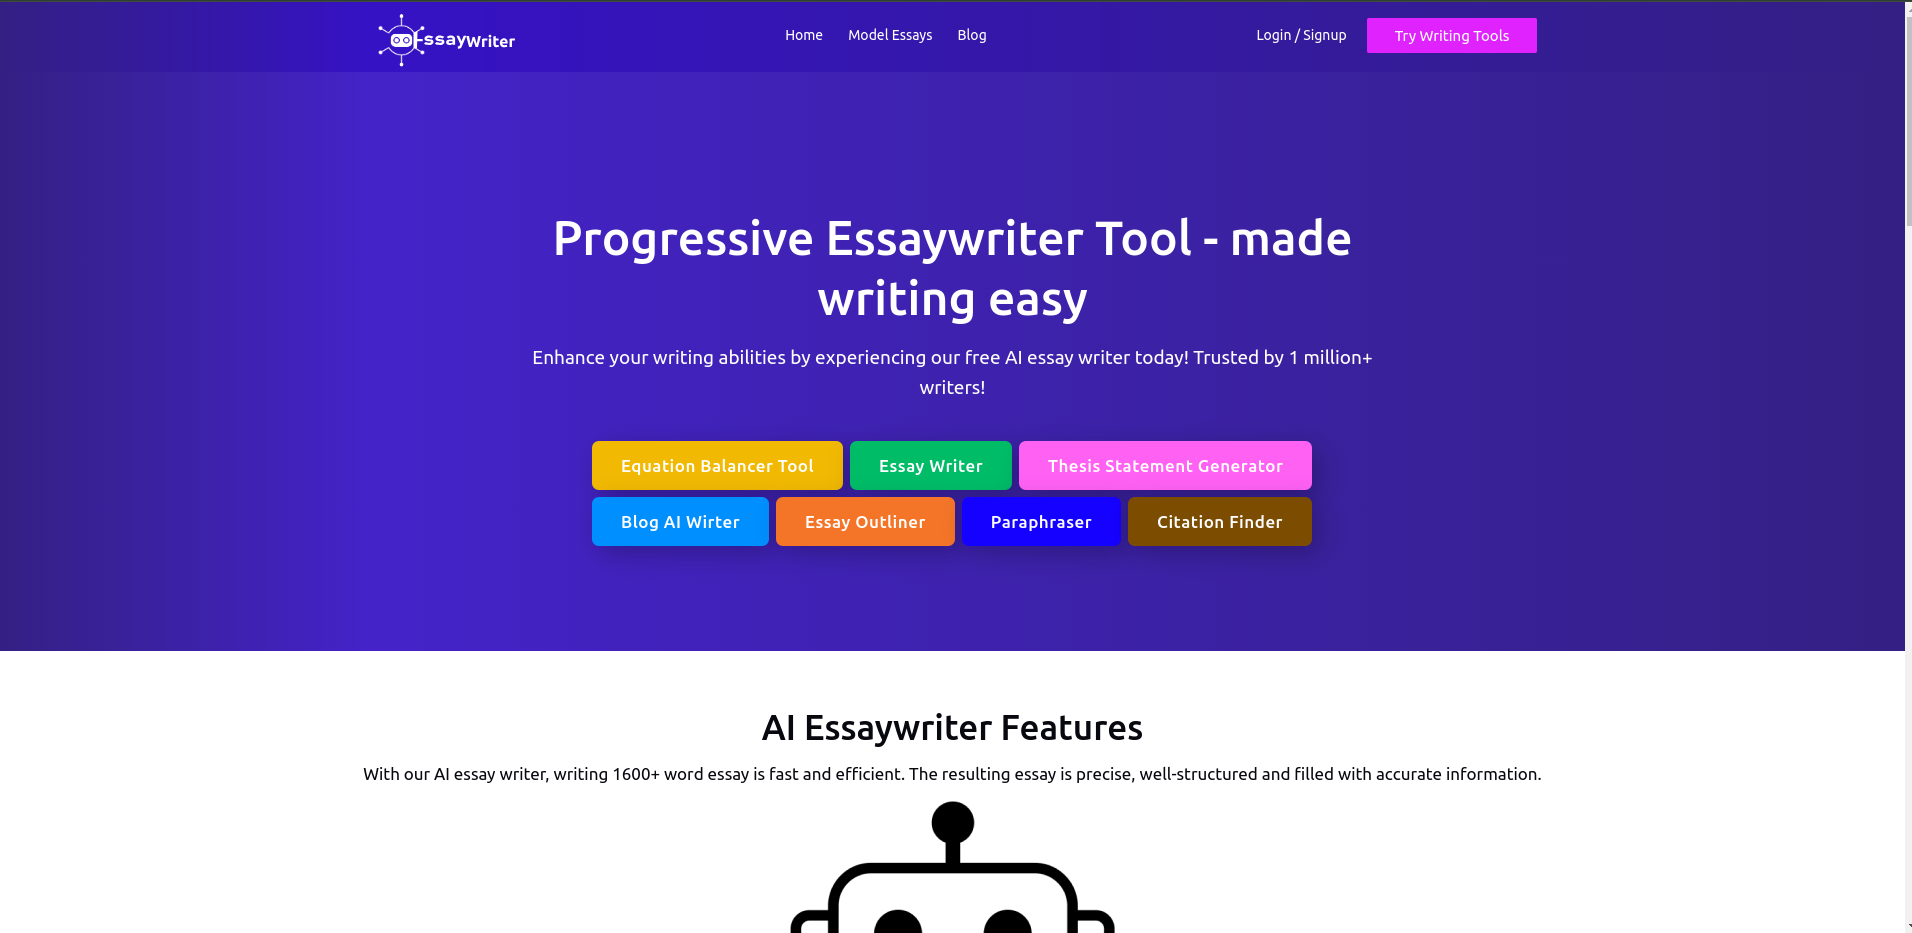 EssayWriter
Home Model Essays Blog Login / Signup Try Writing Tools
Progressive Essaywriter Tool - made
writing easy
Enhance your writing abilities by experiencing our free AI essay writer today! Trusted by 1 million+
writers!
Equation Balancer Tool Essay Writer Thesis Statement Generator
Blog AI Wirter Essay Outliner Paraphraser Citation Finder
AI Essaywriter Features
With our AI essay writer, writing 1600+ word essay is fast and efficient. The resulting essay is precise, well-structured and filled with accurate information.